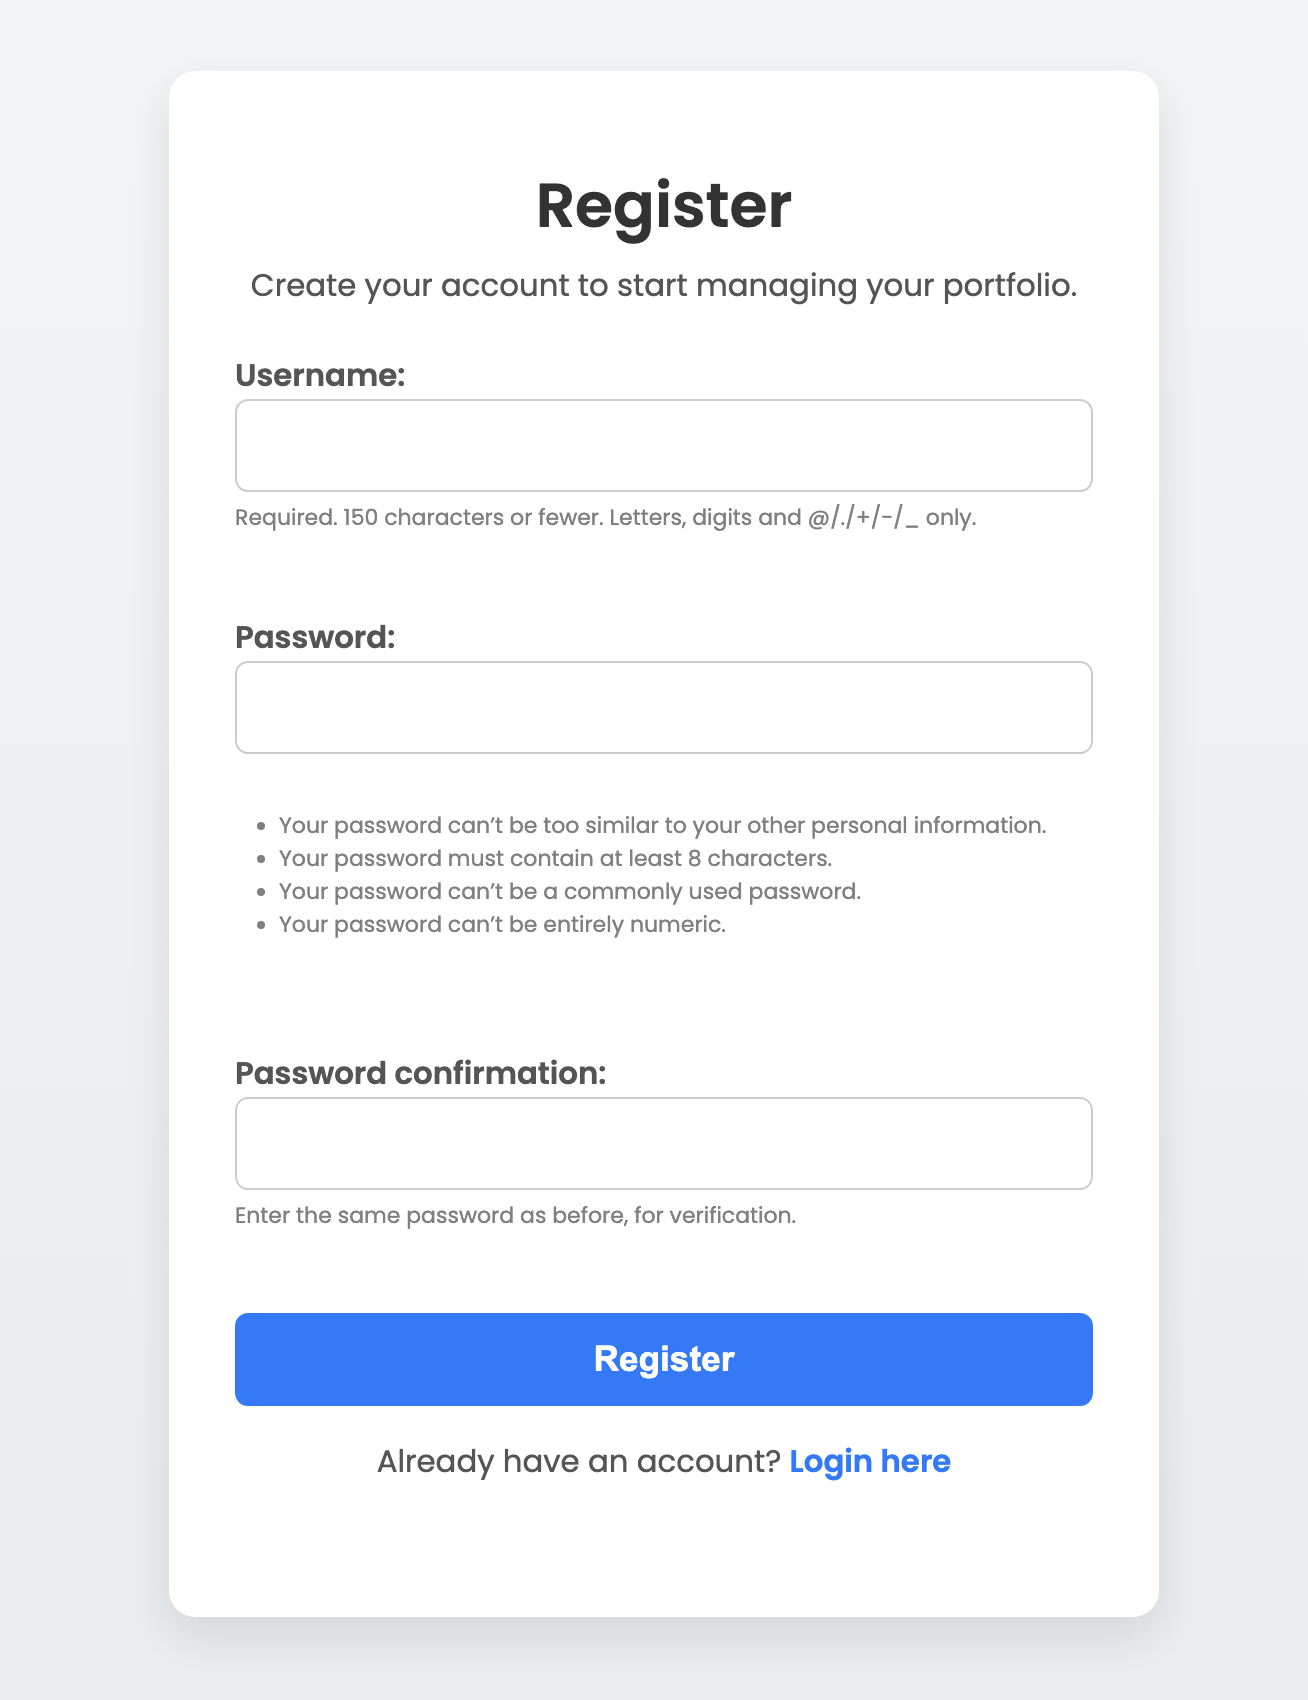 Register
Create your account to start managing your portfolio.
Username:
Required. 150 characters or fewer. Letters, digits and @/./+/-/_ only.
Password:
• Your password can’t be too similar to your other personal information.
• Your password must contain at least 8 characters.
• Your password can’t be a commonly used password.
• Your password can’t be entirely numeric.
Password confirmation:
Enter the same password as before, for verification.
Register
Already have an account? Login here